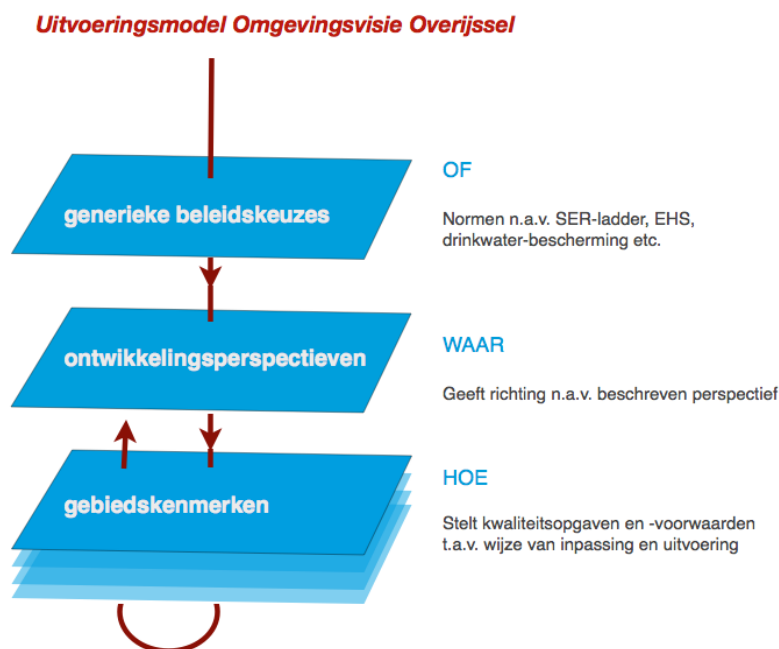 Uitvoeringsmodel Omgevingsvisie Overijssel
generieke beleidskeuzes
OF
Normen n.a.v. SER-ladder, EHS,
drinkwater-bescherming etc.
ontwikkelingsperspectieven
WAAR
Geeft richting n.a.v. beschreven perspectief
gebiedskenmerken
HOE
Stelt kwaliteitsopgaven en -voorwaarden
t.a.v. wijze van inpassing en uitvoering